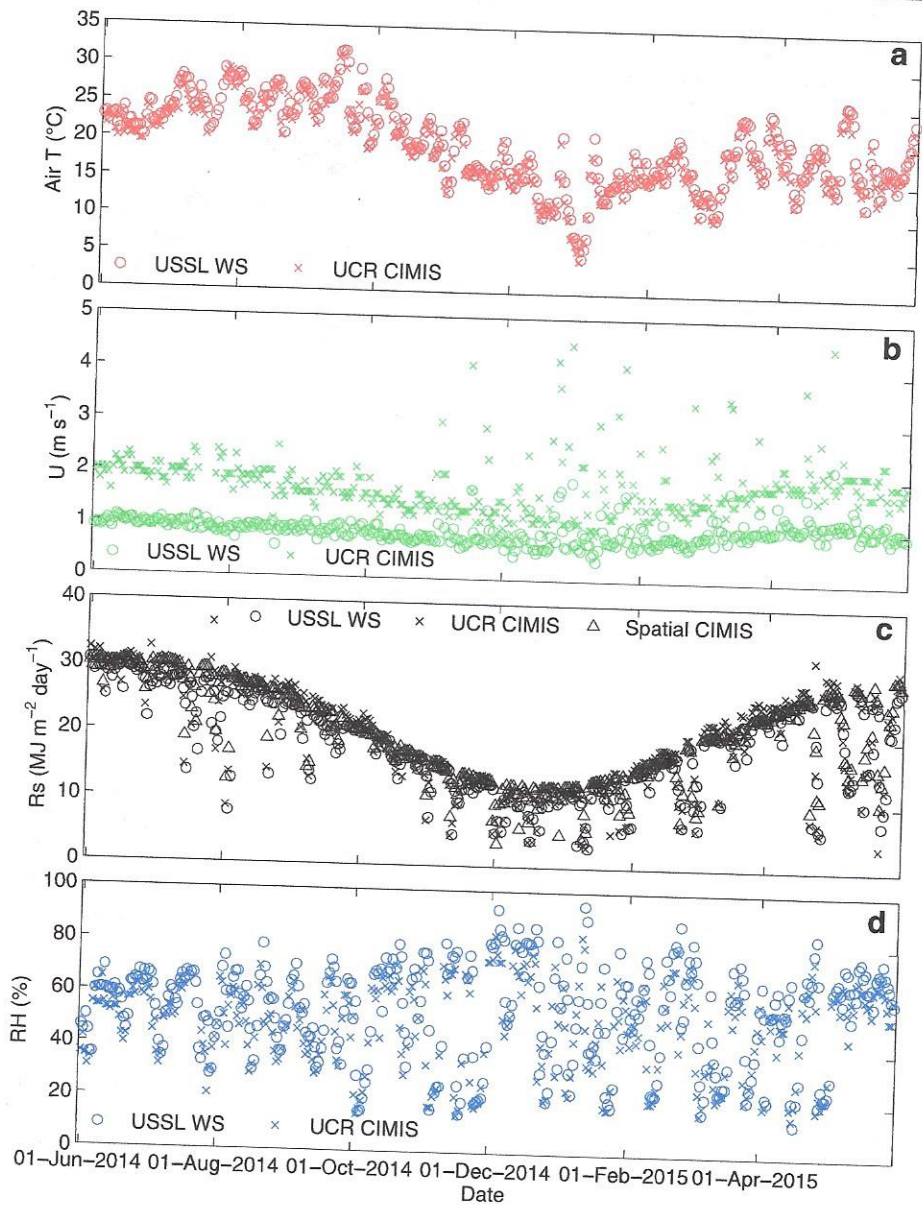 35
30
25
20
15
10
5
0
Air T (°C)
a
USSL WS
UCR CIMIS
5
4
3
2
1
0
U (m s⁻¹)
b
USSL WS
UCR CIMIS
40
30
20
10
0
Rs (MJ m⁻² day⁻¹)
c
USSL WS
UCR CIMIS
Spatial CIMIS
100
80
60
40
20
0
RH (%)
d
USSL WS
UCR CIMIS
01–Jun–2014 01–Aug–2014 01–Oct–2014 01–Dec–2014 01–Feb–2015 01–Apr–2015
Date